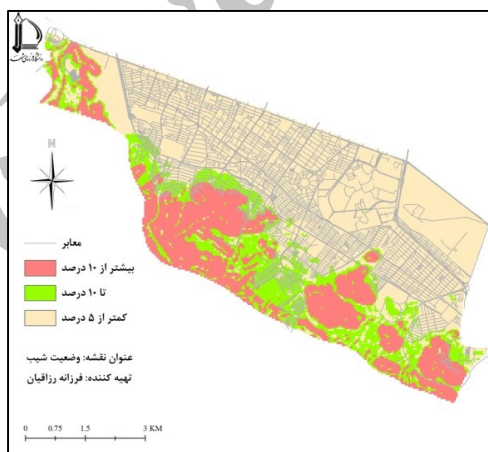 N
معابر
بیشتر از ۱۰ درصد
تا ۱۰ درصد
کمتر از ۵ درصد
عنوان نقشه: وضعیت شیب
تهیه کننده: فرزانه رزاقیان
0 0.75 1.5 3 KM